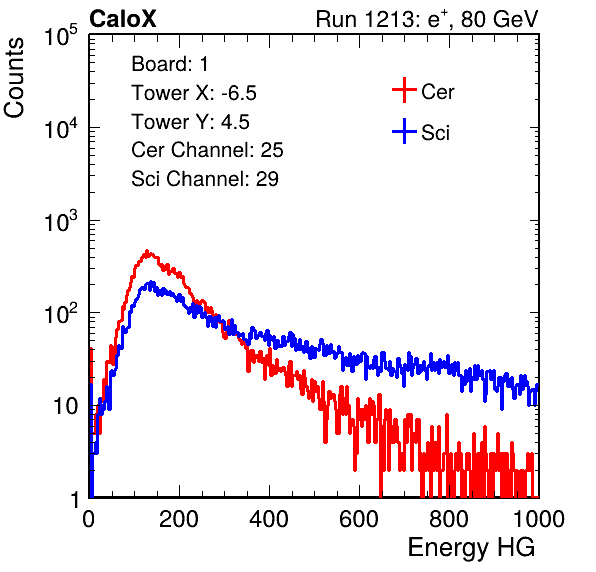 CaloX Run 1213: e⁺, 80 GeV
Board: 1
Tower X: -6.5
Tower Y: 4.5
Cer Channel: 25
Sci Channel: 29
Cer
Sci
Counts
10⁵
10⁴
10³
10²
10
1
0 200 400 600 800 1000
Energy HG